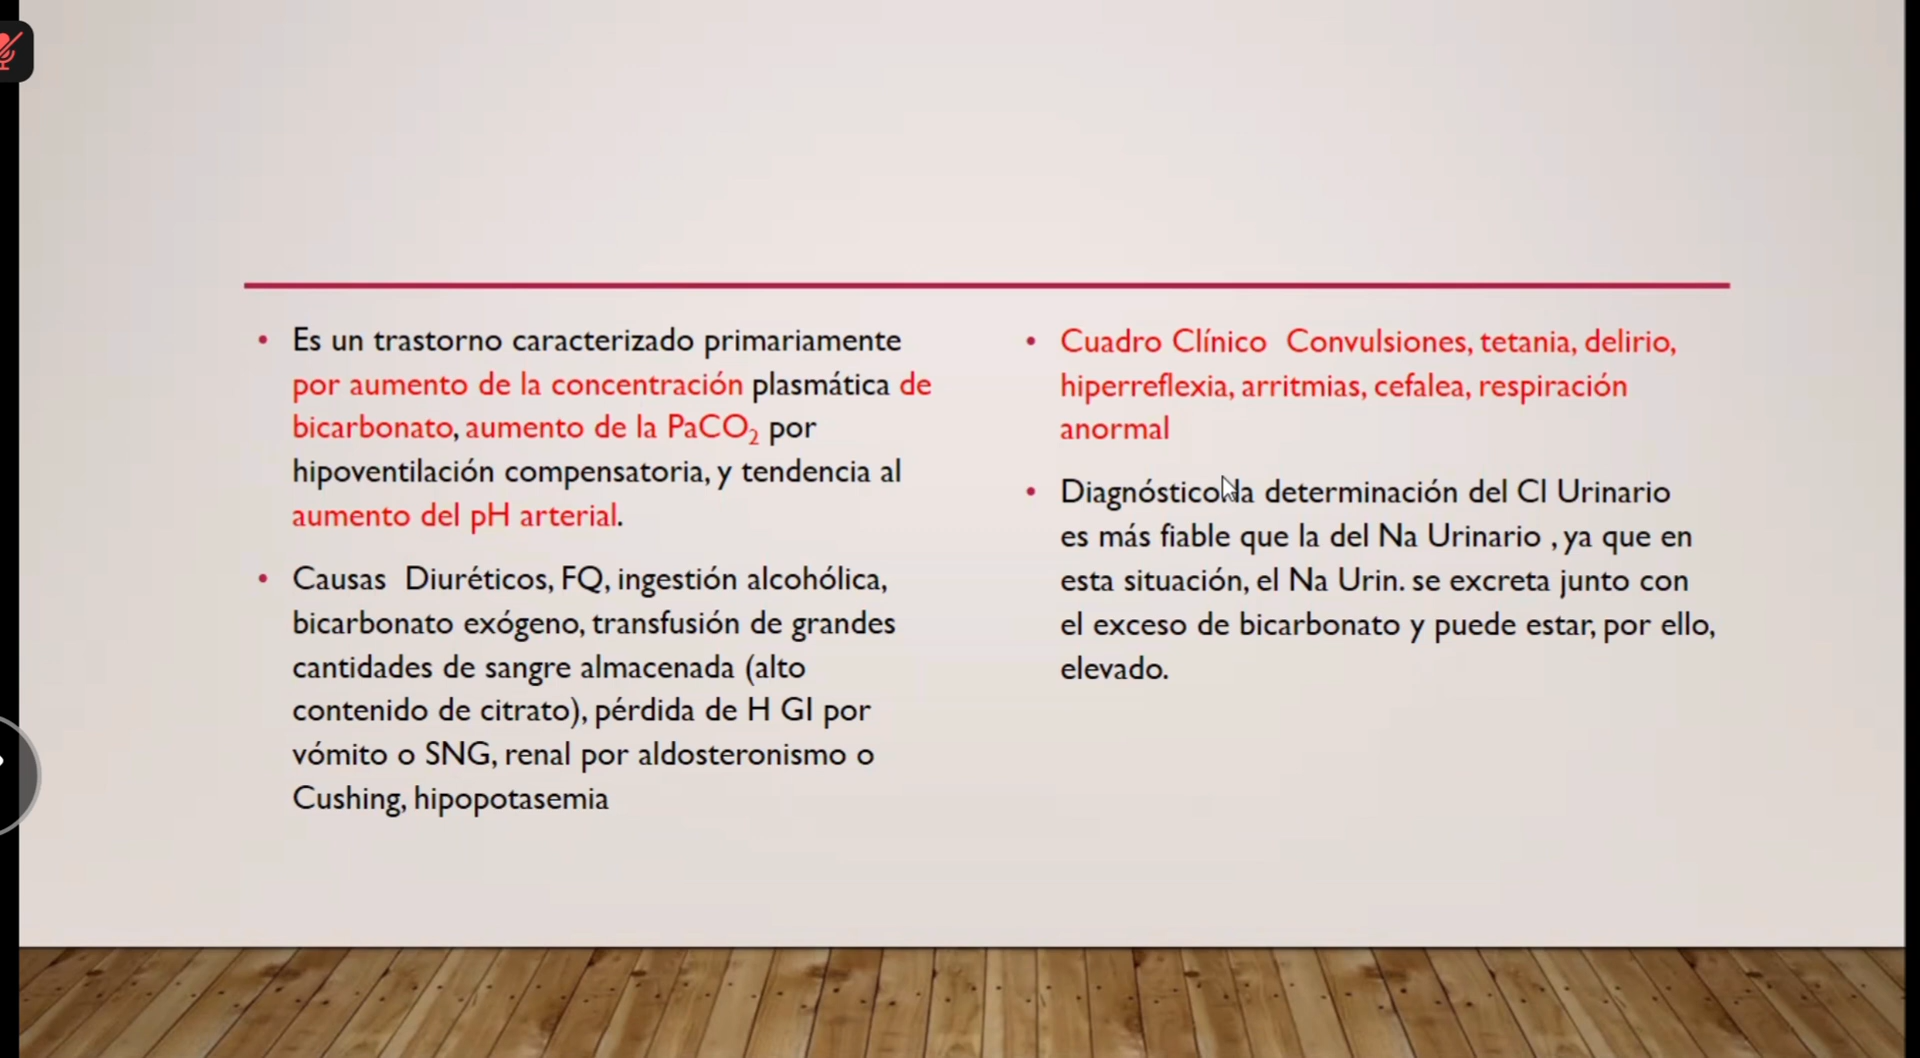 • Es un trastorno caracterizado primariamente
por aumento de la concentración plasmática de
bicarbonato, aumento de la PaCO₂ por
hipoventilación compensatoria, y tendencia al
aumento del pH arterial.
• Causas Diuréticos, FQ, ingestión alcohólica,
bicarbonato exógeno, transfusión de grandes
cantidades de sangre almacenada (alto
contenido de citrato), pérdida de H GI por
vómito o SNG, renal por aldosteronismo o
Cushing, hipopotasemia
• Cuadro Clínico Convulsiones, tetania, delirio,
hiperreflexia, arritmias, cefalea, respiración
anormal
• Diagnóstico la determinación del Cl Urinario
es más fiable que la del Na Urinario , ya que en
esta situación, el Na Urin. se excreta junto con
el exceso de bicarbonato y puede estar, por ello,
elevado.